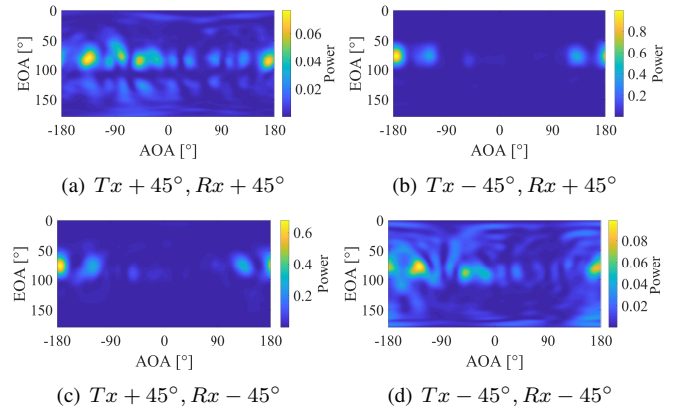 0
50
100
150
EOA [°]
-180 -90 0 90 180
AOA [°]
0.06
0.04
0.02
Power
(a) Tx + 45°, Rx + 45°
0
50
100
150
EOA [°]
-180 -90 0 90 180
AOA [°]
0.8
0.6
0.4
0.2
Power
(b) Tx − 45°, Rx + 45°
0
50
100
150
EOA [°]
-180 -90 0 90 180
AOA [°]
0.6
0.4
0.2
Power
(c) Tx + 45°, Rx − 45°
0
50
100
150
EOA [°]
-180 -90 0 90 180
AOA [°]
0.08
0.06
0.04
0.02
Power
(d) Tx − 45°, Rx − 45°